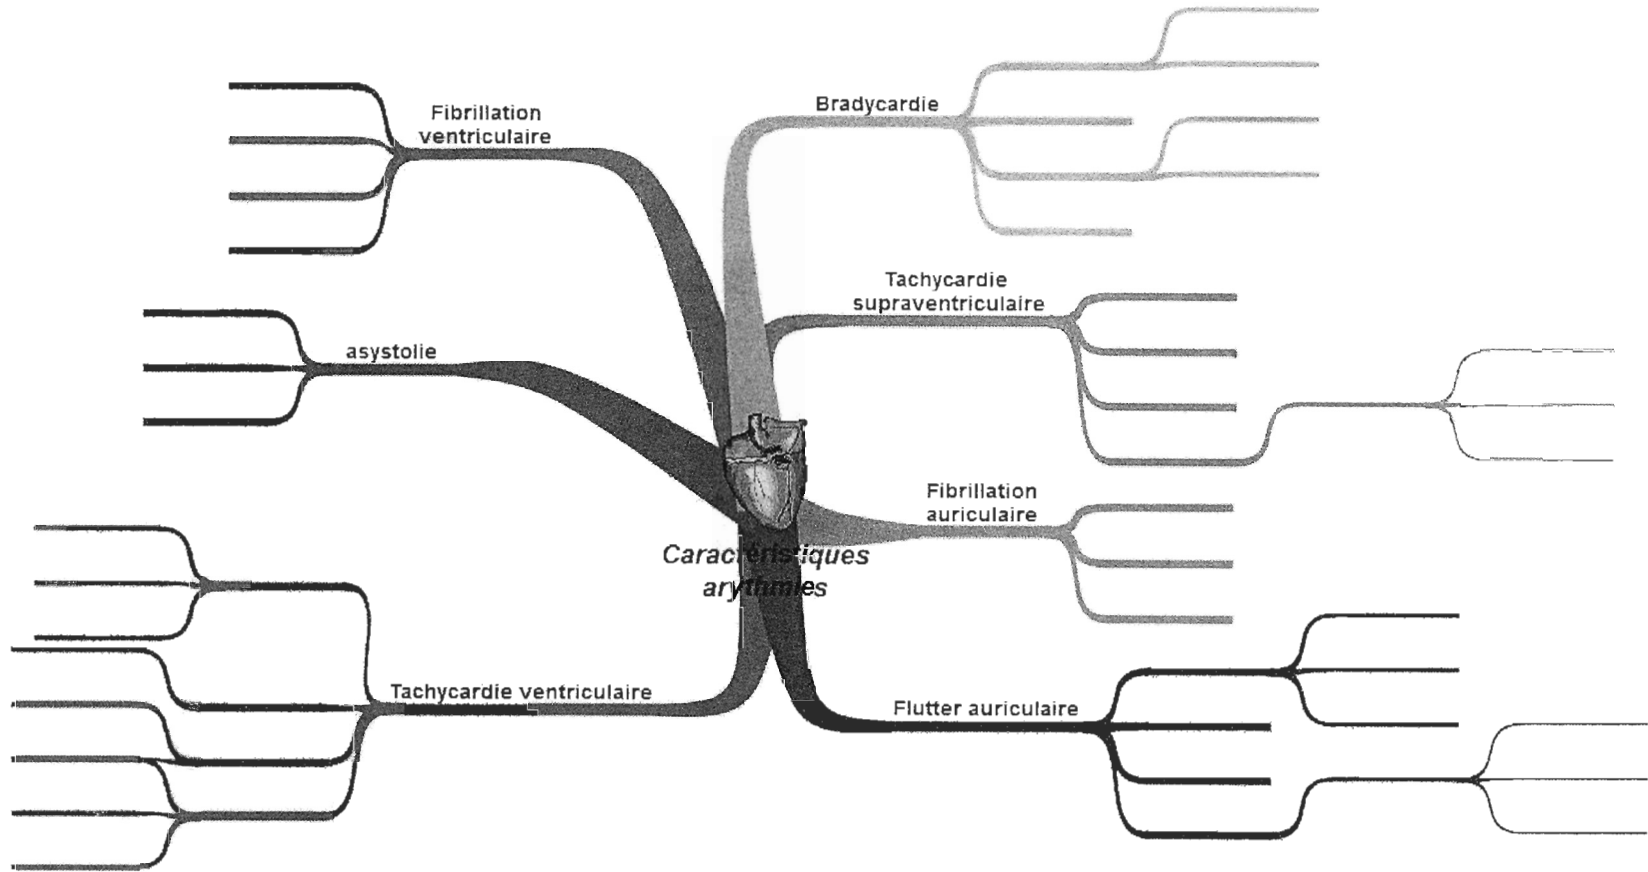 Bradycardie
Fibrillation
ventriculaire
Tachycardie
supraventriculaire
asystolie
Fibrillation
auriculaire
Caractéristiques
arythmies
Tachycardie ventriculaire
Flutter auriculaire